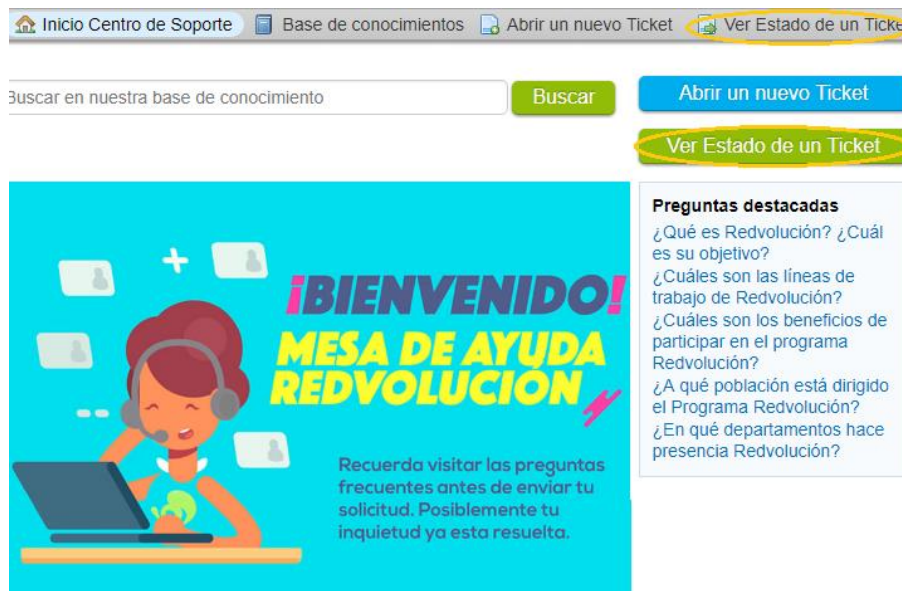 Inicio Centro de Soporte Base de conocimientos Abrir un nuevo Ticket Ver Estado de un Ticke
Buscar en nuestra base de conocimiento Buscar
Abrir un nuevo Ticket
Ver Estado de un Ticket
¡BIENVENIDO!
MESA DE AYUDA
REDVOLUCIÓN
Recuerda visitar las preguntas
frecuentes antes de enviar tu
solicitud. Posiblemente tu
inquietud ya esta resuelta.
Preguntas destacadas
¿Qué es Redvolución? ¿Cuál
es su objetivo?
¿Cuáles son las líneas de
trabajo de Redvolución?
¿Cuáles son los beneficios de
participar en el programa
Redvolución?
¿A qué población está dirigido
el Programa Redvolución?
¿En qué departamentos hace
presencia Redvolución?